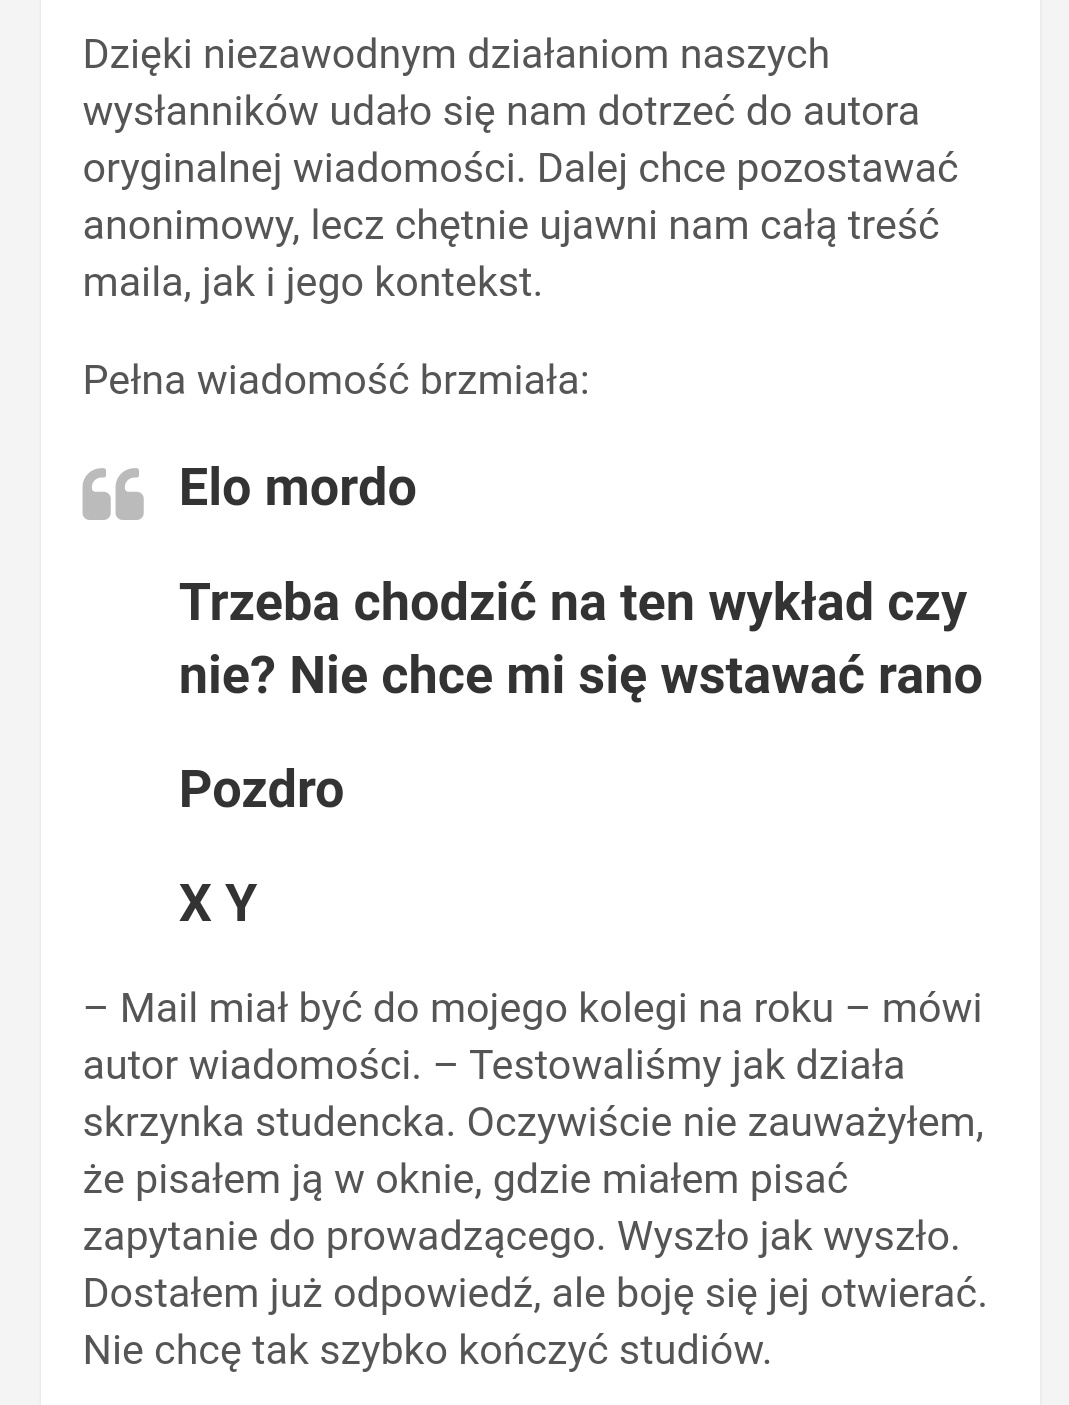 Dzięki niezawodnym działaniom naszych
wysłanników udało się nam dotrzeć do autora
oryginalnej wiadomości. Dalej chce pozostawać
anonimowy, lecz chętnie ujawni nam całą treść
maila, jak i jego kontekst.
Pełna wiadomość brzmiała:
Elo mordo
Trzeba chodzić na ten wykład czy
nie? Nie chce mi się wstawać rano
Pozdro
X Y
– Mail miał być do mojego kolegi na roku – mówi
autor wiadomości. – Testowaliśmy jak działa
skrzynka studencka. Oczywiście nie zauważyłem,
że pisałem ją w oknie, gdzie miałem pisać
zapytanie do prowadzącego. Wyszło jak wyszło.
Dostałem już odpowiedź, ale boję się jej otwierać.
Nie chcę tak szybko kończyć studiów.